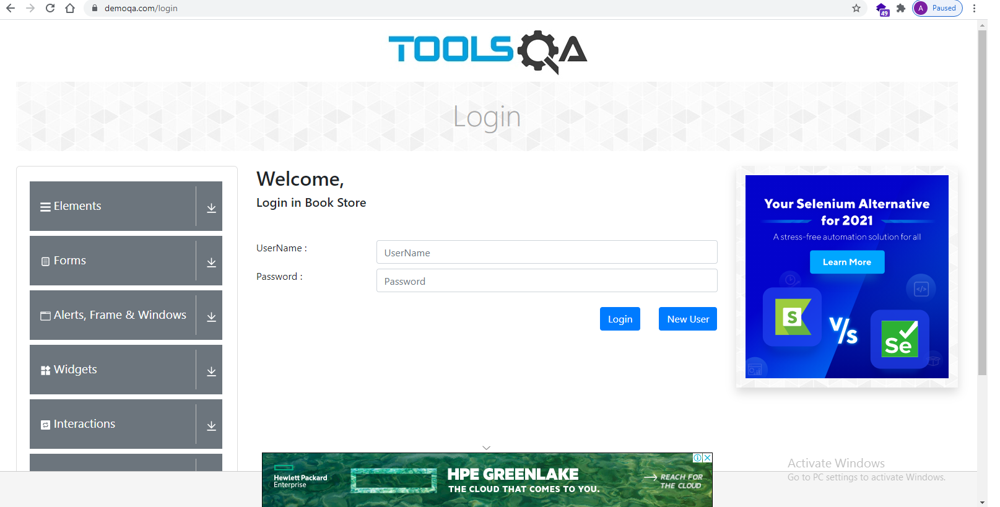 demoqa.com/login
49
A Paused
TOOLSQA
Login
Elements
Forms
Alerts, Frame & Windows
Widgets
Interactions
Welcome,
Login in Book Store
UserName :
UserName
Password :
Password
Login
New User
Your Selenium Alternative
for 2021
A stress-free automation solution for all
Learn More
S
V/s
Se
Hewlett Packard
Enterprise
HPE GREENLAKE
THE CLOUD THAT COMES TO YOU.
REACH FOR
THE CLOUD
Activate Windows
Go to PC settings to activate Windows.